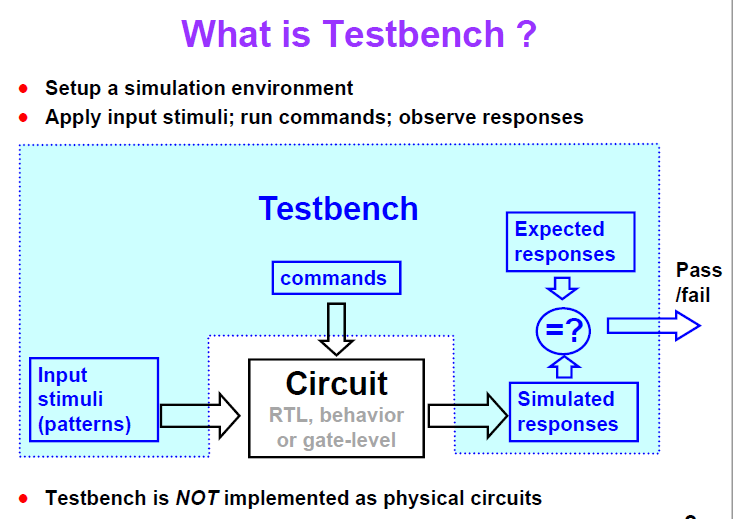 What is Testbench ?
Setup a simulation environment
Apply input stimuli; run commands; observe responses
Testbench
Expected
responses
Pass
/fail
commands
=?
Input
stimuli
(patterns)
Circuit
RTL, behavior
or gate-level
Simulated
responses
Testbench is NOT implemented as physical circuits